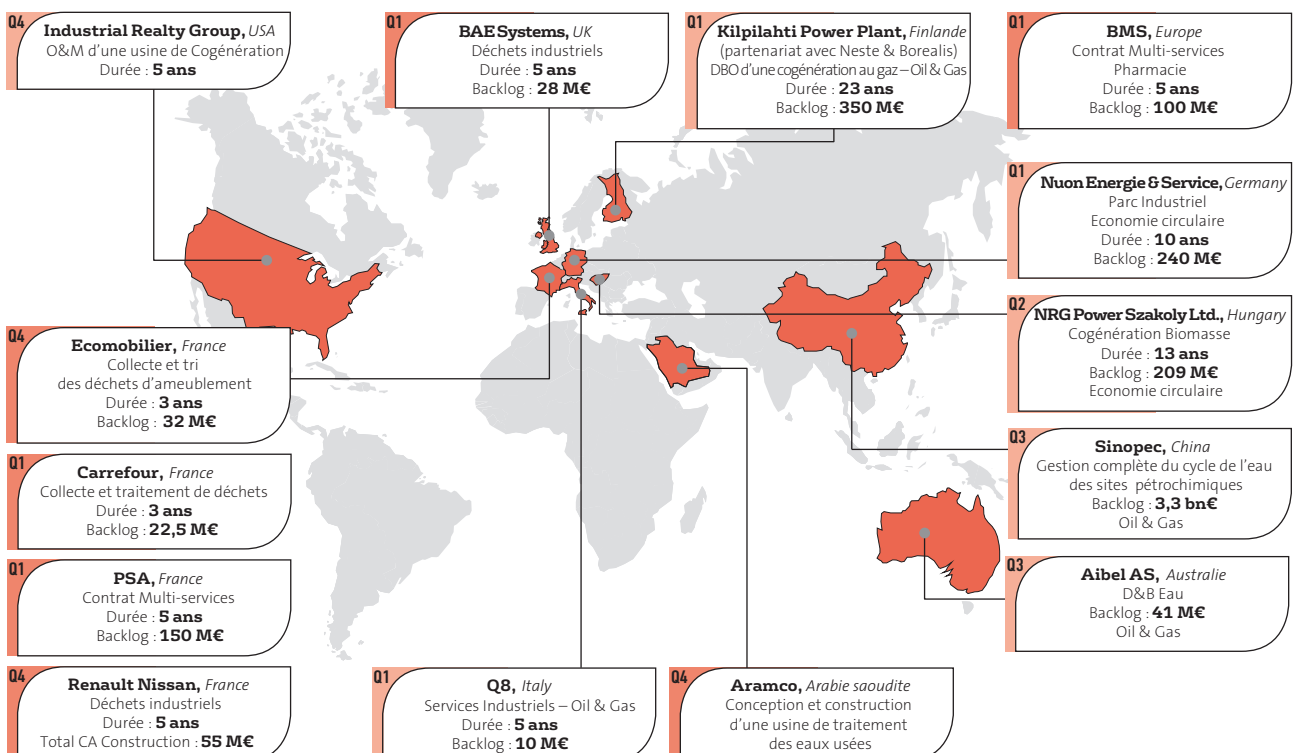 Q4
Industrial Realty Group, USA
O&M d'une usine de Cogénération
Durée : 5 ans
Q1
BAE Systems, UK
Déchets industriels
Durée : 5 ans
Backlog : 28 M€
Q1
Kilpilahti Power Plant, Finlande
(partenariat avec Neste & Borealis)
DBO d'une cogénération au gaz – Oil & Gas
Durée : 23 ans
Backlog : 350 M€
Q1
BMS, Europe
Contrat Multi-services
Pharmacie
Durée : 5 ans
Backlog : 100 M€
Q1
Nuon Energie & Service, Germany
Parc Industriel
Economie circulaire
Durée : 10 ans
Backlog : 240 M€
Q2
NRG Power Szakoly Ltd., Hungary
Cogénération Biomasse
Durée : 13 ans
Backlog : 209 M€
Economie circulaire
Q4
Ecomobilier, France
Collecte et tri
des déchets d'ameublement
Durée : 3 ans
Backlog : 32 M€
Q3
Sinopec, China
Gestion complète du cycle de l'eau
des sites pétrochimiques
Backlog : 3,3 bn€
Oil & Gas
Q1
Carrefour, France
Collecte et traitement de déchets
Durée : 3 ans
Backlog : 22,5 M€
Q3
Aibel AS, Australie
D&B Eau
Backlog : 41 M€
Oil & Gas
Q1
PSA, France
Contrat Multi-services
Durée : 5 ans
Backlog : 150 M€
Q4
Renault Nissan, France
Déchets industriels
Durée : 5 ans
Total CA Construction : 55 M€
Q1
Q8, Italy
Services Industriels – Oil & Gas
Durée : 5 ans
Backlog : 10 M€
Q4
Aramco, Arabie saoudite
Conception et construction
d'une usine de traitement
des eaux usées